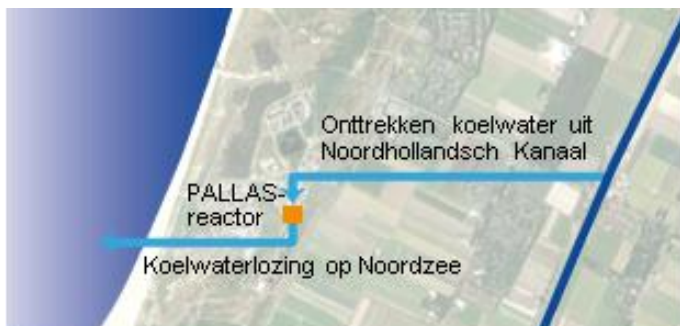 Onttrekken koelwater uit
Noordhollandsch Kanaal
PALLAS-
reactor
Koelwaterlozing op Noordzee